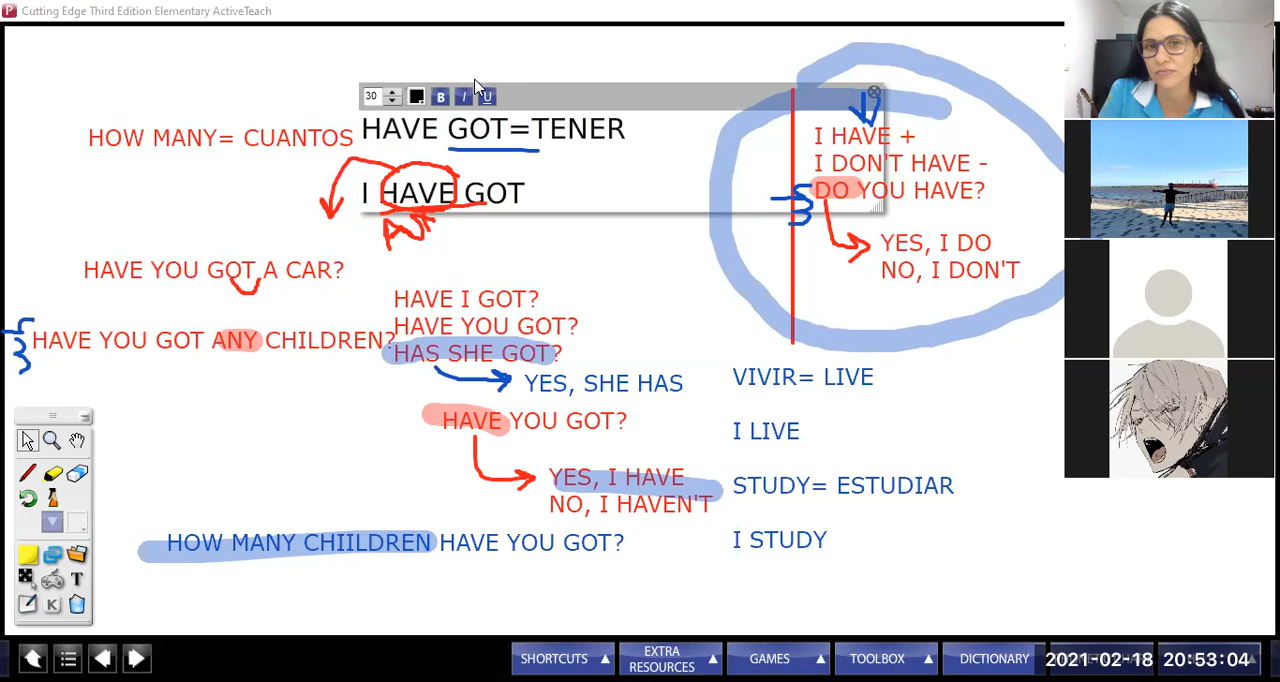 Cutting Edge Third Edition Elementary ActiveTeach
30 B I U
HOW MANY= CUANTOS
HAVE GOT=TENER
I HAVE GOT
I HAVE +
I DON'T HAVE -
DO YOU HAVE?
YES, I DO
NO, I DON'T
HAVE YOU GOT A CAR?
HAVE I GOT?
HAVE YOU GOT?
HAS SHE GOT?
HAVE YOU GOT ANY CHILDREN?
YES, SHE HAS
HAVE YOU GOT?
YES, I HAVE
NO, I HAVEN'T
VIVIR= LIVE
I LIVE
STUDY= ESTUDIAR
I STUDY
HOW MANY CHIILDREN HAVE YOU GOT?
T
K
SHORTCUTS
EXTRA
RESOURCES
GAMES
TOOLBOX
DICTIONARY
2021-02-18 20:53:04